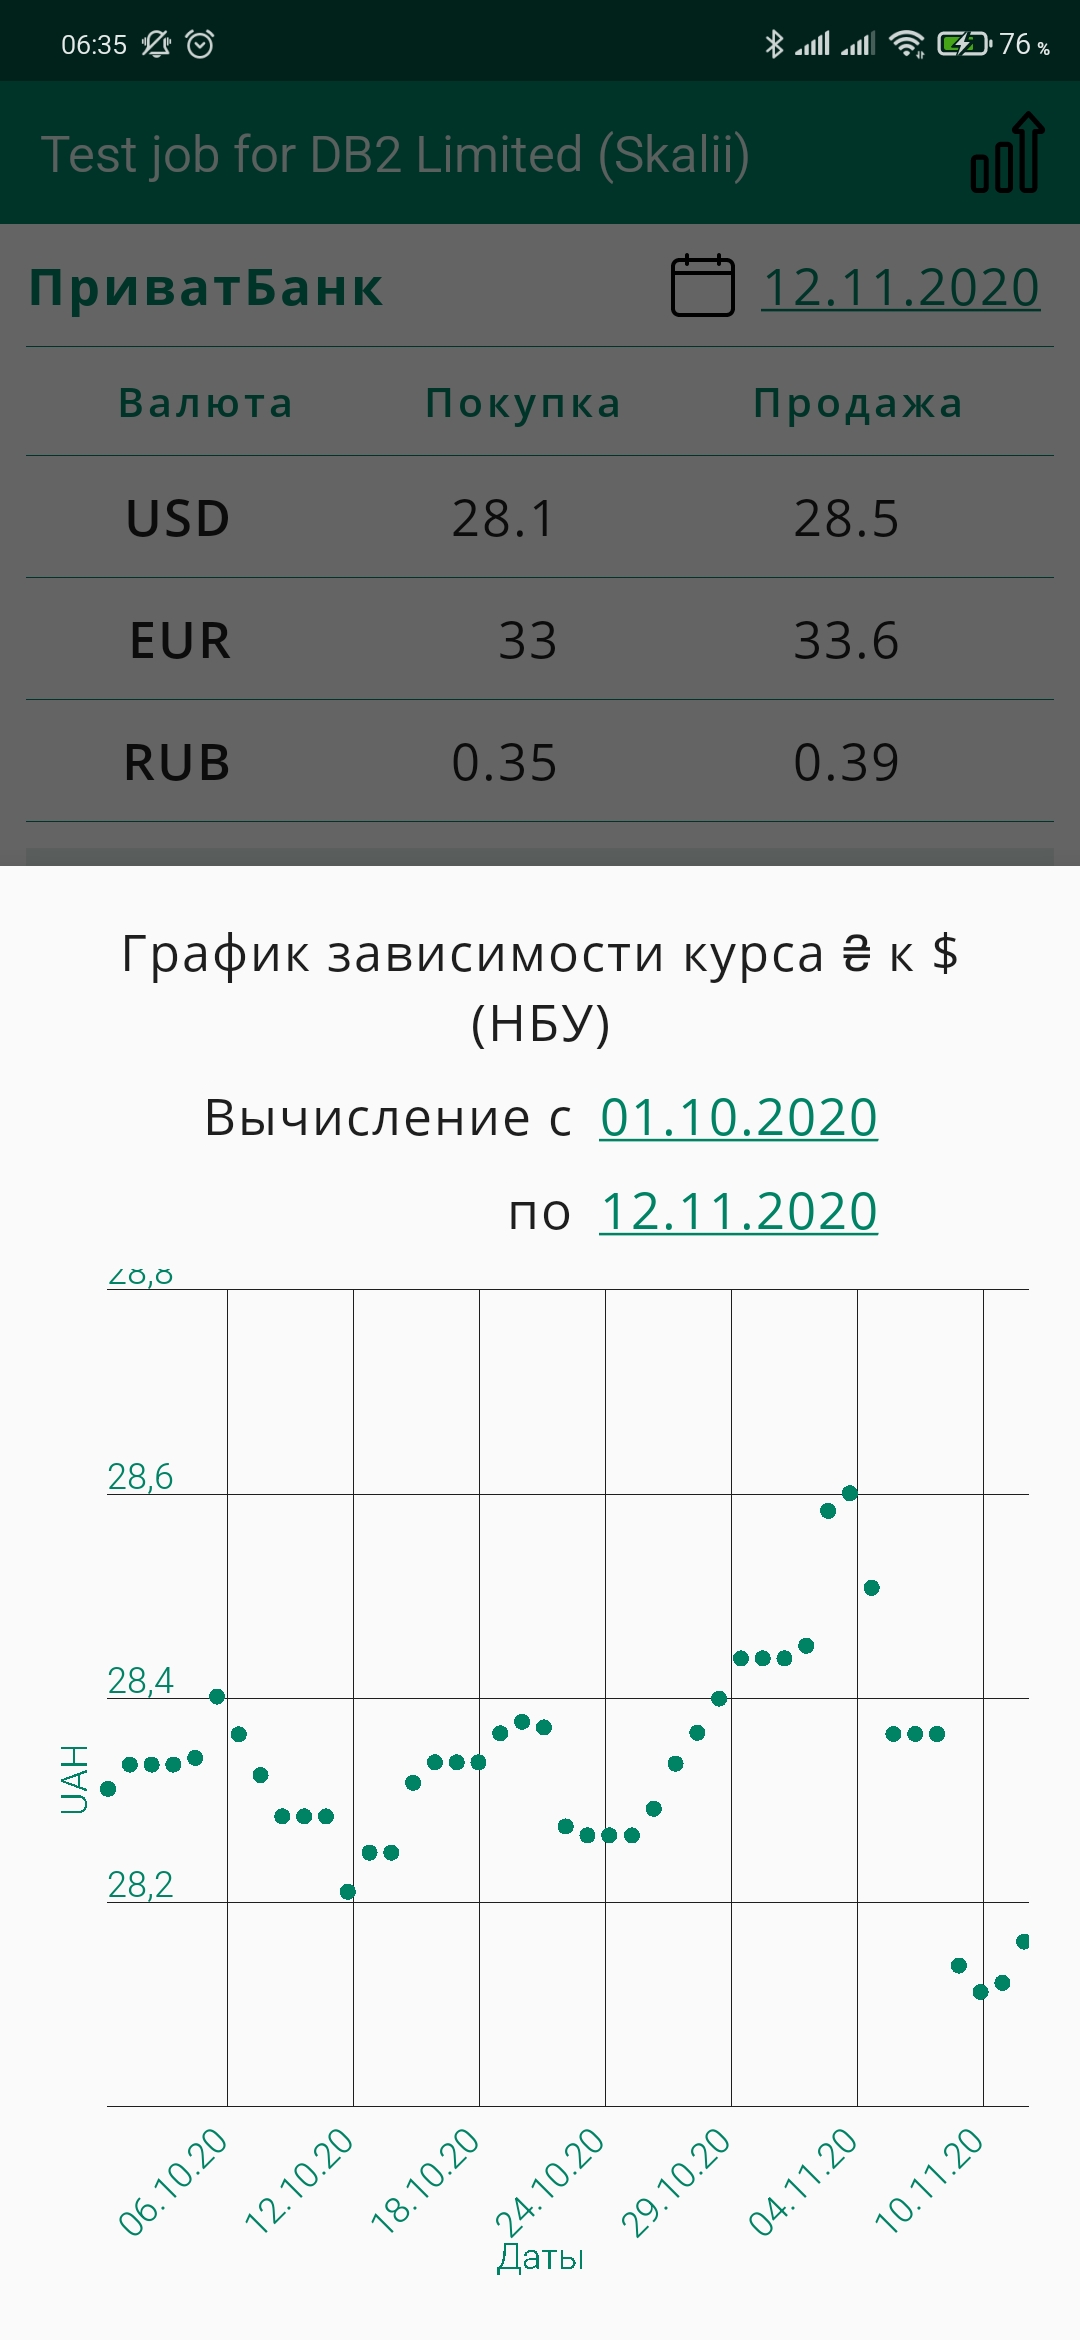 06:35 76 %
Test job for DB2 Limited (Skalii)
ПриватБанк 12.11.2020
Валюта Покупка Продажа
USD 28.1 28.5
EUR 33 33.6
RUB 0.35 0.39
График зависимости курса ₴ к $
(НБУ)
Вычисление с 01.10.2020
по 12.11.2020
28,8
28,6
28,4
UAH
28,2
06.10.20 12.10.20 18.10.20 24.10.20 29.10.20 04.11.20 10.11.20
Даты